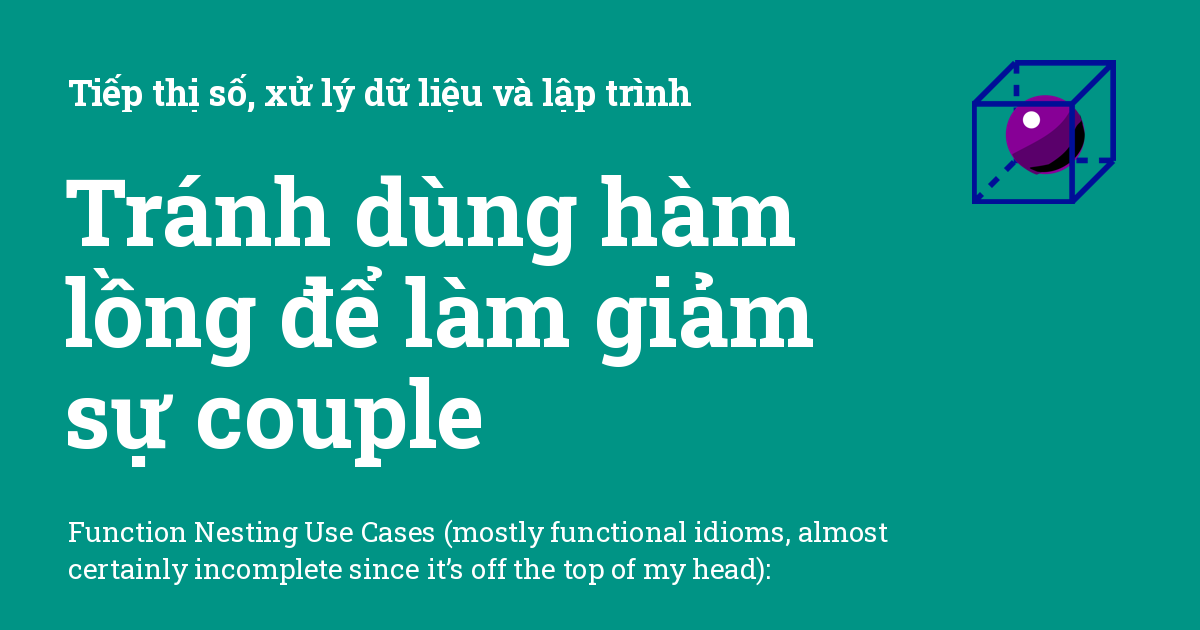 Tiếp thị số, xử lý dữ liệu và lập trình
Tránh dùng hàm
lồng để làm giảm
sự couple
Function Nesting Use Cases (mostly functional idioms, almost
certainly incomplete since it’s off the top of my head):